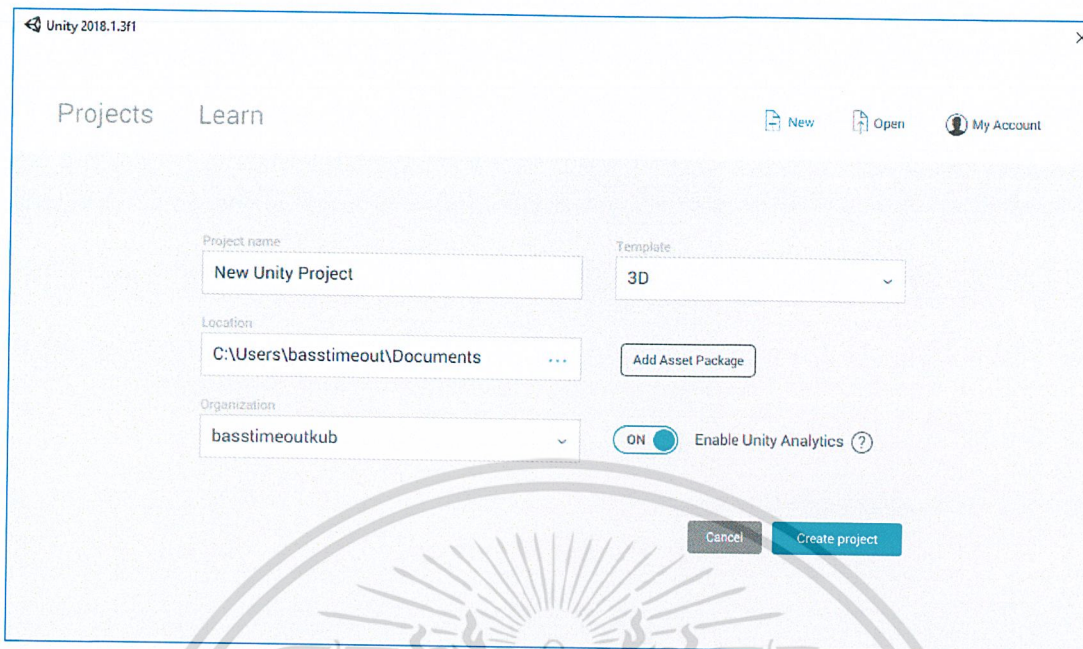 Unity 2018.1.3f1
Projects Learn
New Open My Account
Project name
New Unity Project
Template
3D
Location
C:\Users\basstimeout\Documents
...
Add Asset Package
Organization
basstimeoutkub
ON Enable Unity Analytics ?
Cancel Create project